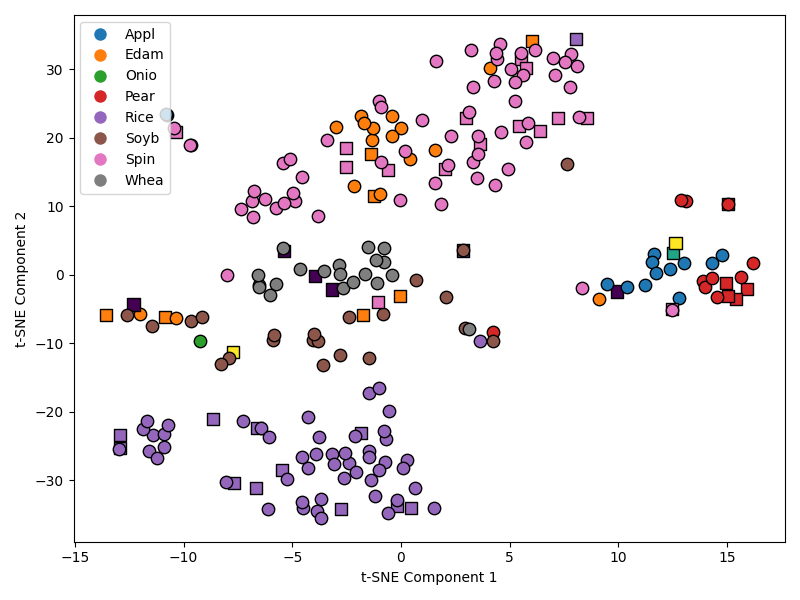 Appl
Edam
Onio
Pear
Rice
Soyb
Spin
Whea
30
20
10
0
−10
−20
−30
−15
−10
−5
0
5
10
15
t-SNE Component 1
t-SNE Component 2